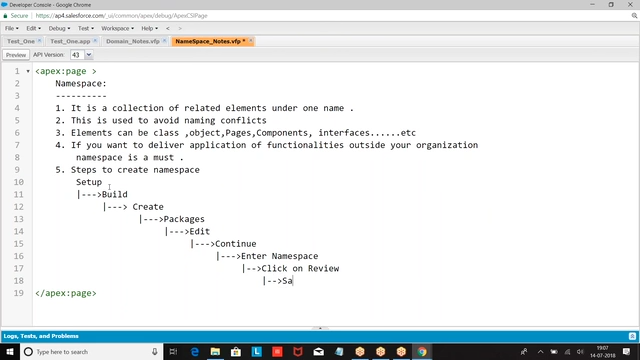 Developer Console - Google Chrome
Secure | https://ap4.salesforce.com/_ui/common/apex/debug/ApexCSIPage
File Edit Debug Test Workspace Help < >
Test_One Test_One.app Domain_Notes.vfp NameSpace_Notes.vfp *
Preview API Version: 43
1 <apex:page >
2 Namespace:
3 ----------
4 1. It is a collection of related elements under one name .
5 2. This is used to avoid naming conflicts
6 3. Elements can be class ,object,Pages,Components, interfaces......etc
7 4. If you want to deliver application of functionalities outside your organization
8 namespace is a must .
9 5. Steps to create namespace
10 Setup
11 |--->Build
12 |---> Create
13 |--->Packages
14 |--->Edit
15 |--->Continue
16 |--->Enter Namespace
17 |-->Click on Review
18 |-->Sa
19 </apex:page>
Logs, Tests, and Problems
Type here to search
19:07
14-07-2018